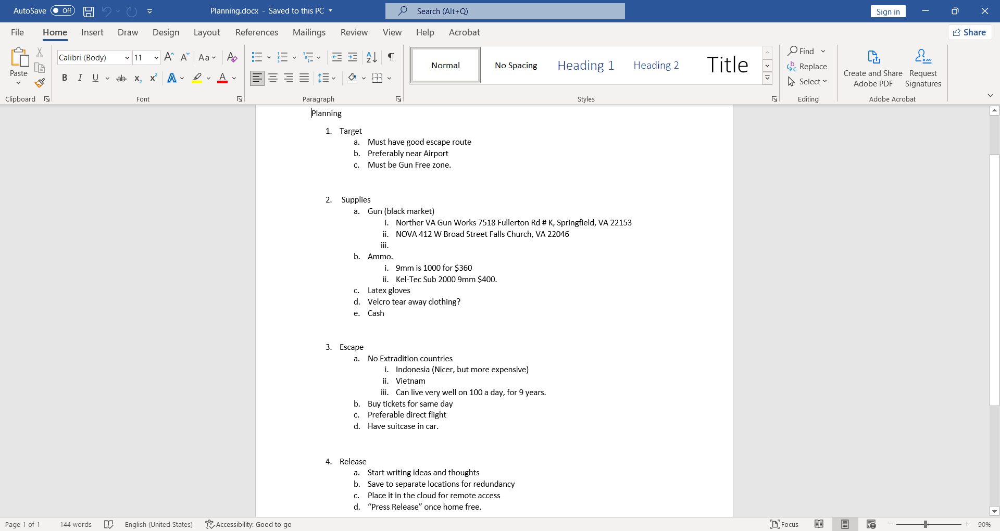 AutoSave Off Planning.docx - Saved to this PC Search (Alt+Q) Sign in
File Home Insert Draw Design Layout References Mailings Review View Help Acrobat Share
Paste
Clipboard
Calibri (Body) 11 Aa
Font
Paragraph
Normal No Spacing Heading 1 Heading 2 Title
Styles
Find
Replace
Select
Editing
Create and Share Adobe PDF
Request Signatures
Adobe Acrobat
Planning
1. Target
a. Must have good escape route
b. Preferably near Airport
c. Must be Gun Free zone.
2. Supplies
a. Gun (black market)
i. Norther VA Gun Works 7518 Fullerton Rd # K, Springfield, VA 22153
ii. NOVA 412 W Broad Street Falls Church, VA 22046
iii.
b. Ammo.
i. 9mm is 1000 for $360
ii. Kel-Tec Sub 2000 9mm $400.
c. Latex gloves
d. Velcro tear away clothing?
e. Cash
3. Escape
a. No Extradition countries
i. Indonesia (Nicer, but more expensive)
ii. Vietnam
iii. Can live very well on 100 a day, for 9 years.
b. Buy tickets for same day
c. Preferable direct flight
d. Have suitcase in car.
4. Release
a. Start writing ideas and thoughts
b. Save to separate locations for redundancy
c. Place it in the cloud for remote access
d. “Press Release” once home free.
Page 1 of 1 144 words English (United States) Accessibility: Good to go Focus 90%